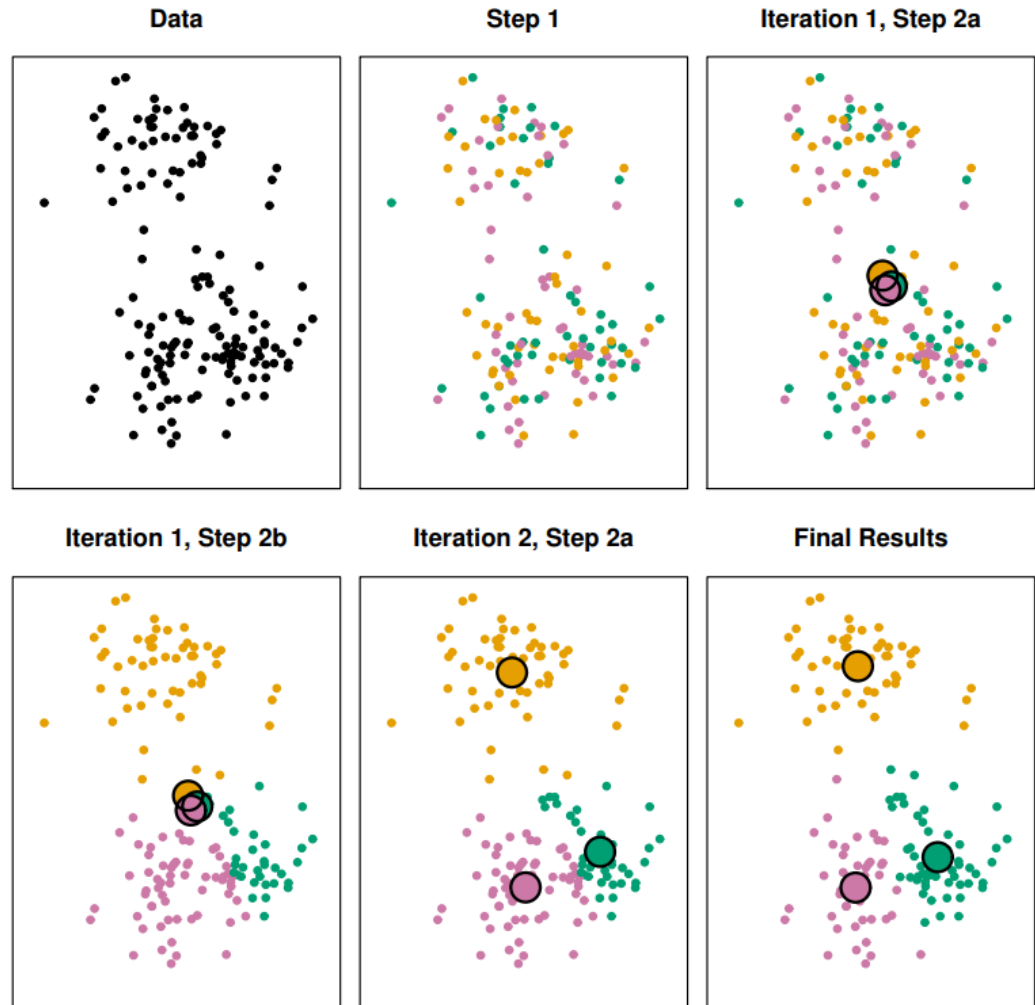 Data
Step 1
Iteration 1, Step 2a
Iteration 1, Step 2b
Iteration 2, Step 2a
Final Results